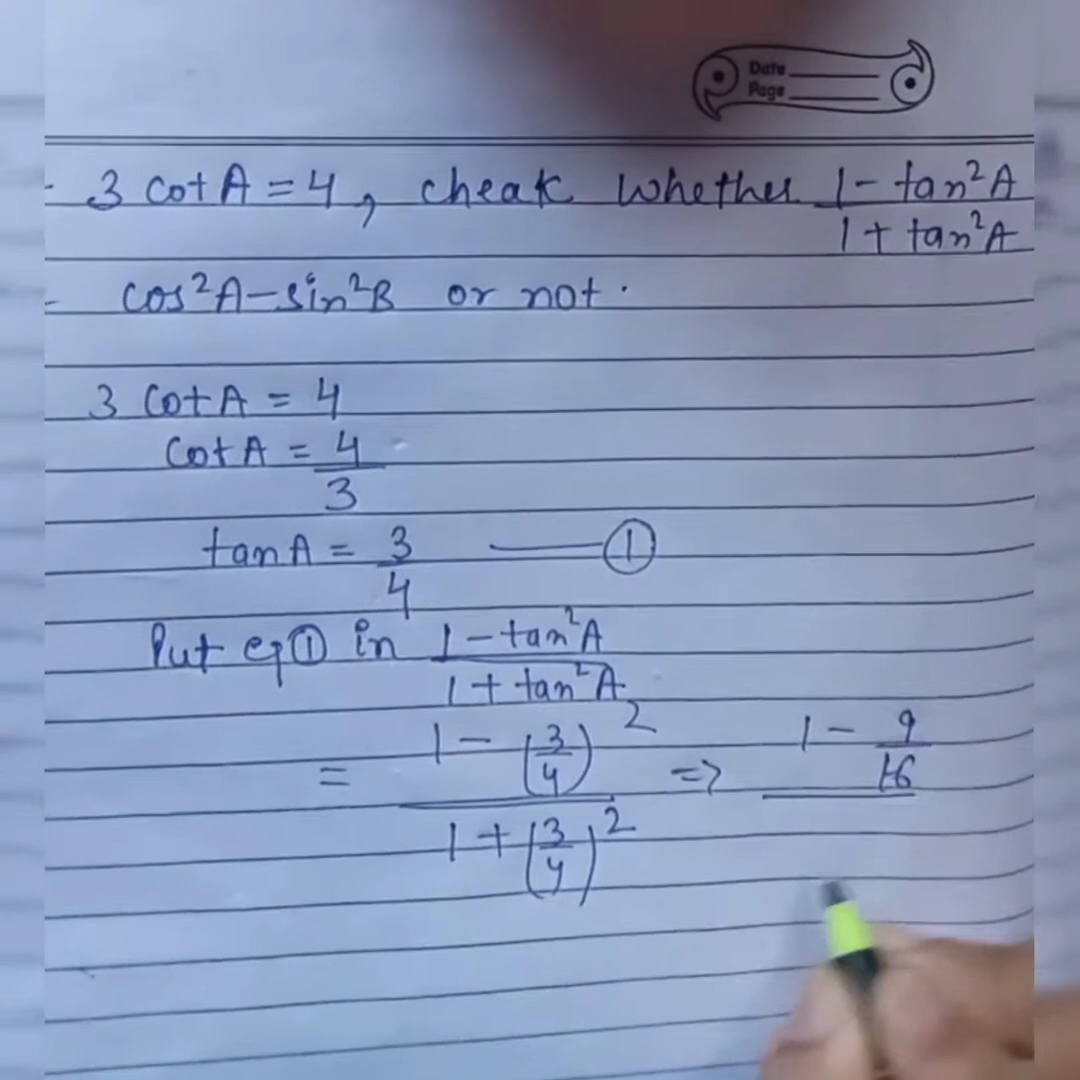 Date
Page
3 cot A = 4, cheak whether 1 - tan²A / 1 + tan²A
cos²A - sin²B or not.
3 cot A = 4
cot A = 4/3
tan A = 3/4 —— ①
Put eq ① in 1 - tan²A / 1 + tan²A
= 1 - (3/4)² / 1 + (3/4)² => 1 - 9/16